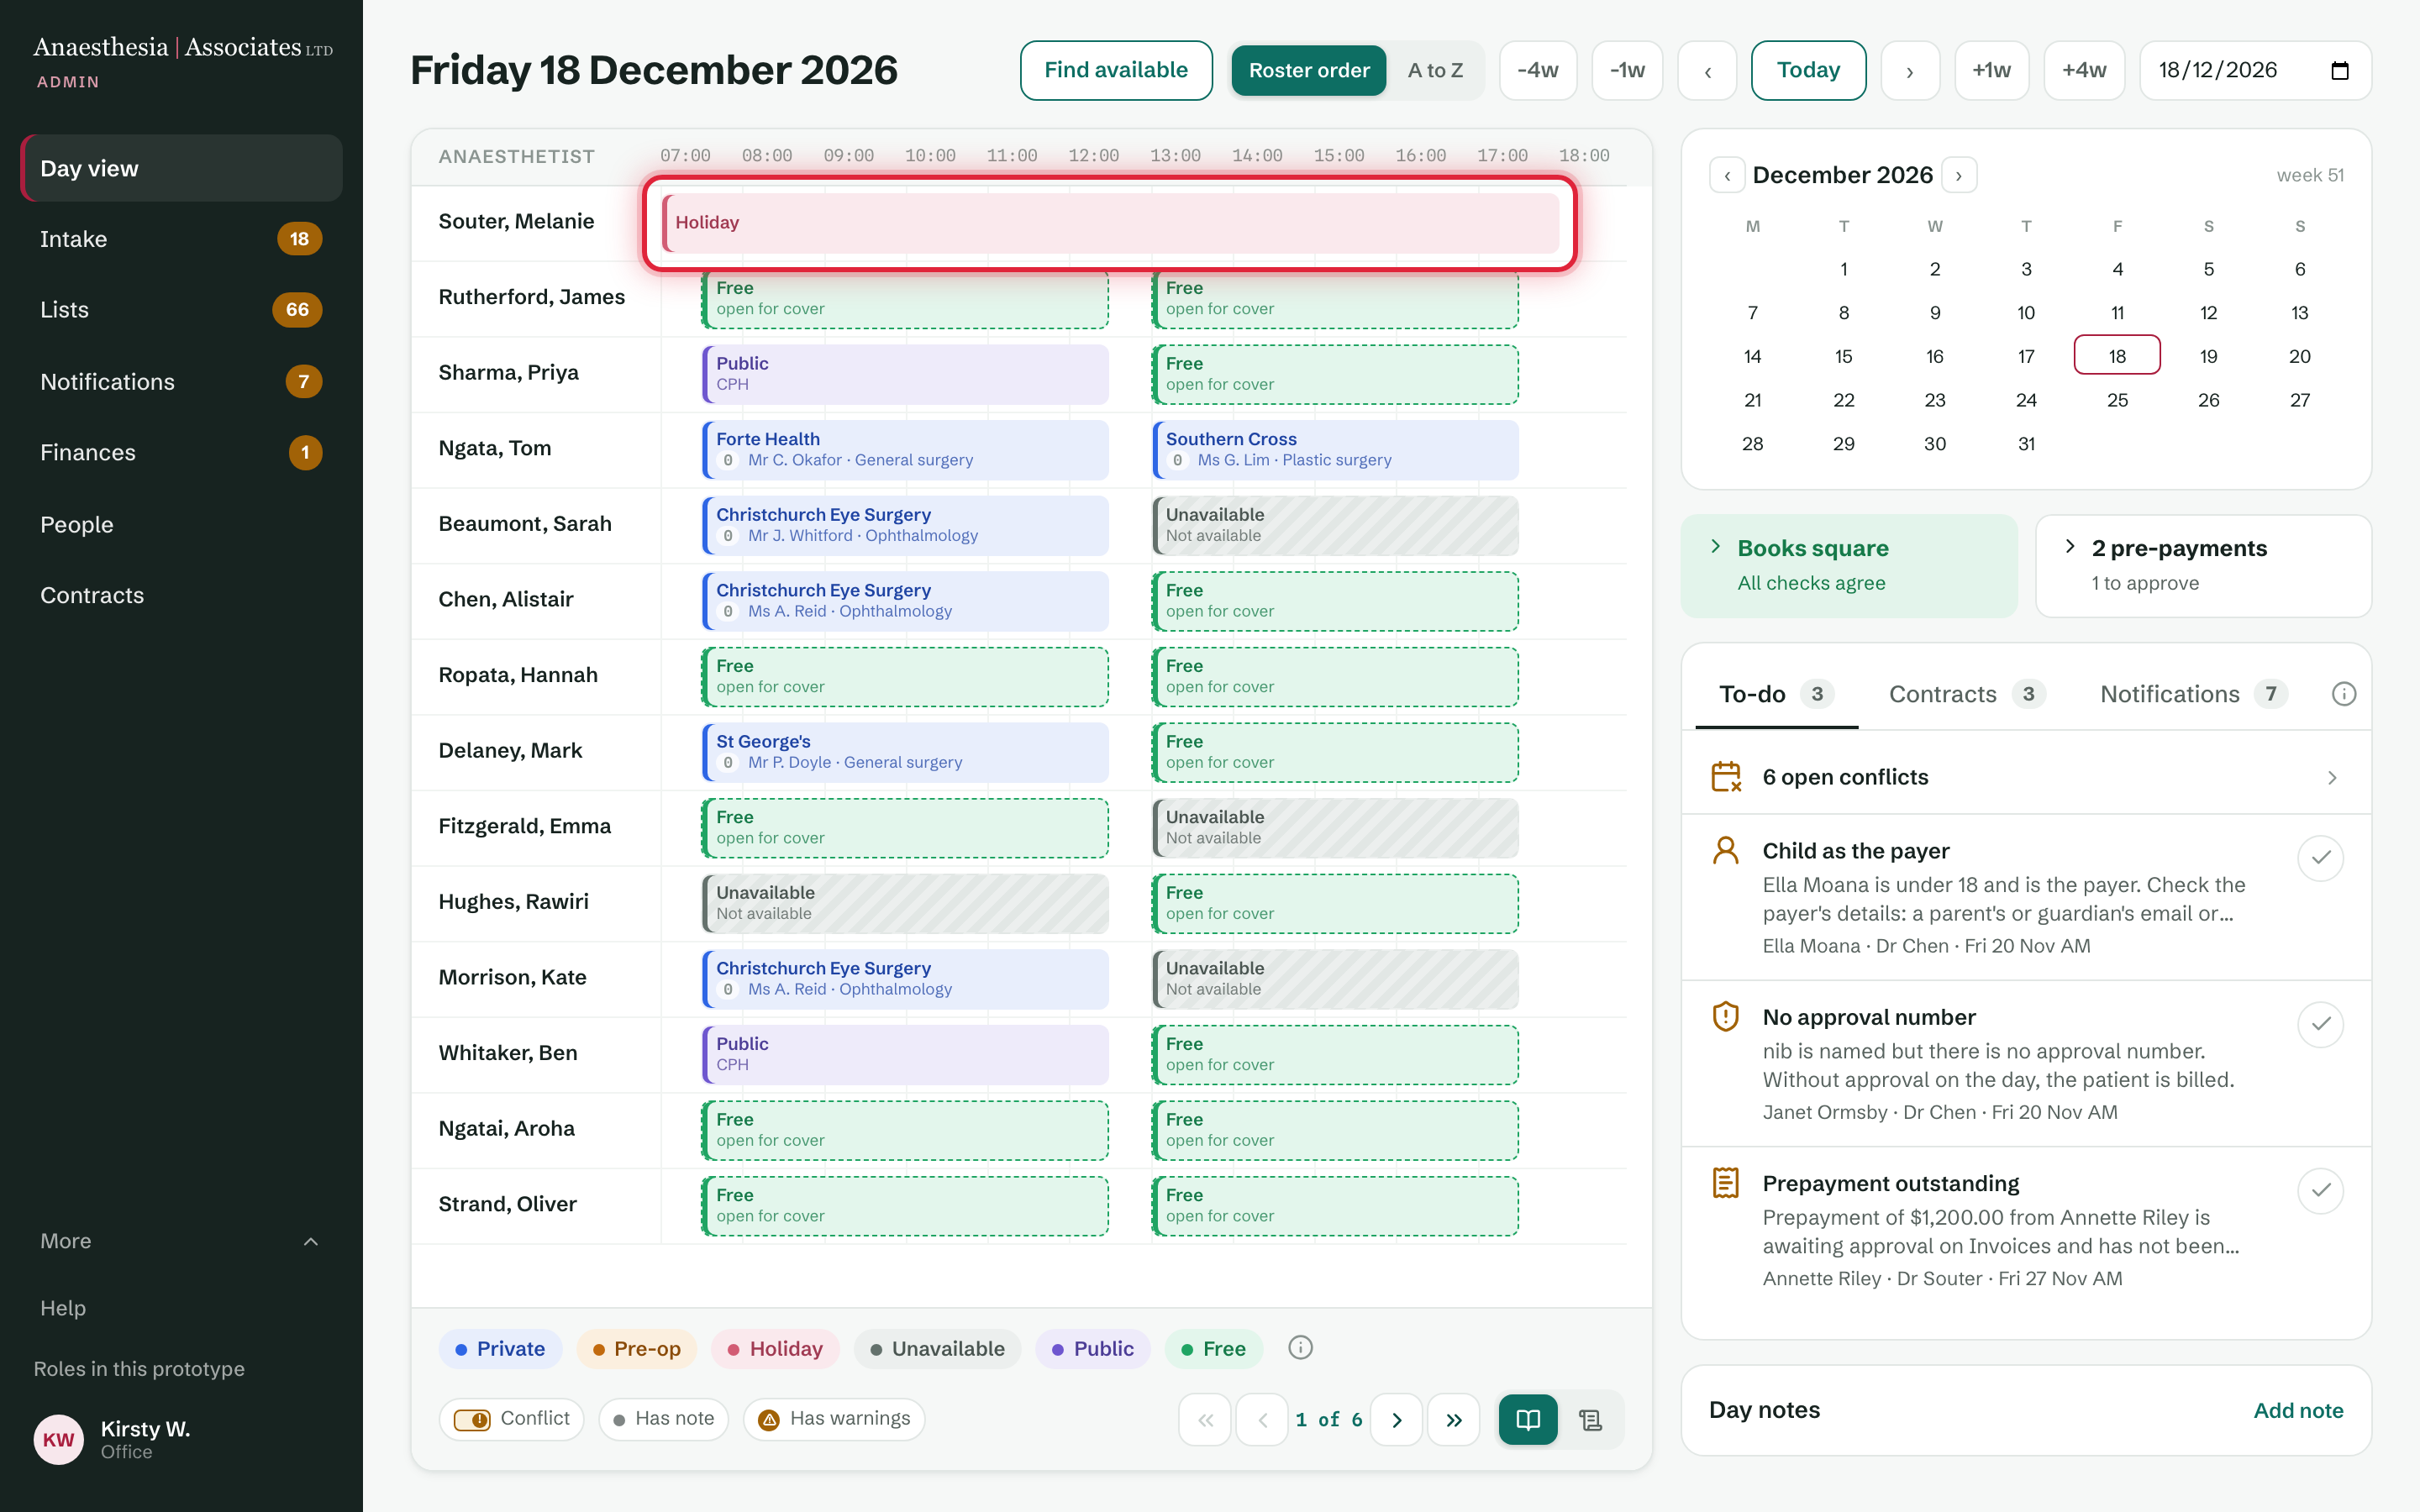 Anaesthesia | Associates LTD
ADMIN
Day view
Intake 18
Lists 66
Notifications 7
Finances 1
People
Contracts
More
Help
Roles in this prototype
KW
Kirsty W.
Office
Friday 18 December 2026
Find available
Roster order
A to Z
-4w
-1w
‹
Today
›
+1w
+4w
18/12/2026
ANAESTHETIST 07:00 08:00 09:00 10:00 11:00 12:00 13:00 14:00 15:00 16:00 17:00 18:00
Souter, Melanie
Holiday
Rutherford, James
Free
open for cover
Free
open for cover
Sharma, Priya
Public
CPH
Free
open for cover
Ngata, Tom
Forte Health
0 Mr C. Okafor · General surgery
Southern Cross
0 Ms G. Lim · Plastic surgery
Beaumont, Sarah
Christchurch Eye Surgery
0 Mr J. Whitford · Ophthalmology
Unavailable
Not available
Chen, Alistair
Christchurch Eye Surgery
0 Ms A. Reid · Ophthalmology
Free
open for cover
Ropata, Hannah
Free
open for cover
Free
open for cover
Delaney, Mark
St George's
0 Mr P. Doyle · General surgery
Free
open for cover
Fitzgerald, Emma
Free
open for cover
Unavailable
Not available
Hughes, Rawiri
Unavailable
Not available
Free
open for cover
Morrison, Kate
Christchurch Eye Surgery
0 Ms A. Reid · Ophthalmology
Unavailable
Not available
Whitaker, Ben
Public
CPH
Free
open for cover
Ngatai, Aroha
Free
open for cover
Free
open for cover
Strand, Oliver
Free
open for cover
Free
open for cover
Private
Pre-op
Holiday
Unavailable
Public
Free
Conflict
Has note
Has warnings
« ‹ 1 of 6 › »
‹ December 2026 › week 51
M T W T F S S
1 2 3 4 5 6
7 8 9 10 11 12 13
14 15 16 17 18 19 20
21 22 23 24 25 26 27
28 29 30 31
Books square
All checks agree
2 pre-payments
1 to approve
To-do 3
Contracts 3
Notifications 7
6 open conflicts
Child as the payer
Ella Moana is under 18 and is the payer. Check the
payer's details: a parent's or guardian's email or...
Ella Moana · Dr Chen · Fri 20 Nov AM
No approval number
nib is named but there is no approval number.
Without approval on the day, the patient is billed.
Janet Ormsby · Dr Chen · Fri 20 Nov AM
Prepayment outstanding
Prepayment of $1,200.00 from Annette Riley is
awaiting approval on Invoices and has not been...
Annette Riley · Dr Souter · Fri 27 Nov AM
Day notes
Add note